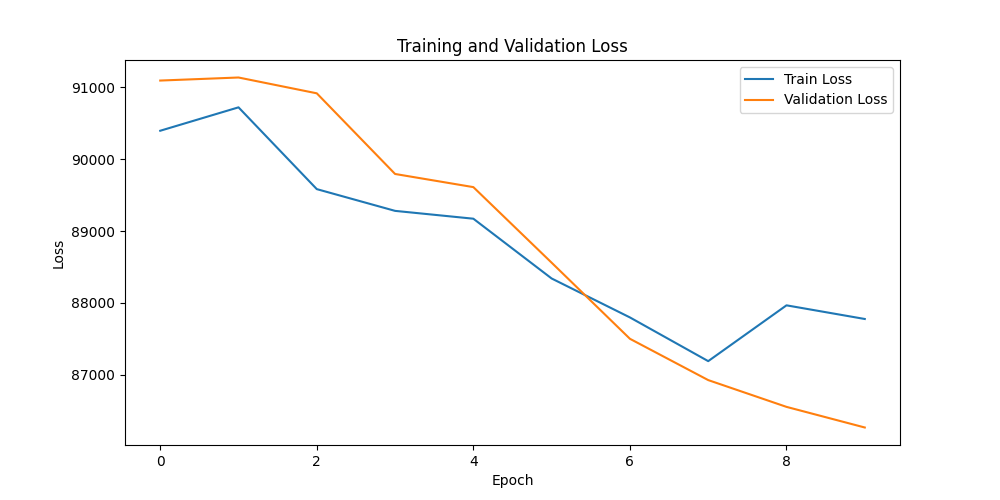 Training and Validation Loss
Train Loss
Validation Loss
91000
90000
89000
88000
87000
Loss
0 2 4 6 8
Epoch